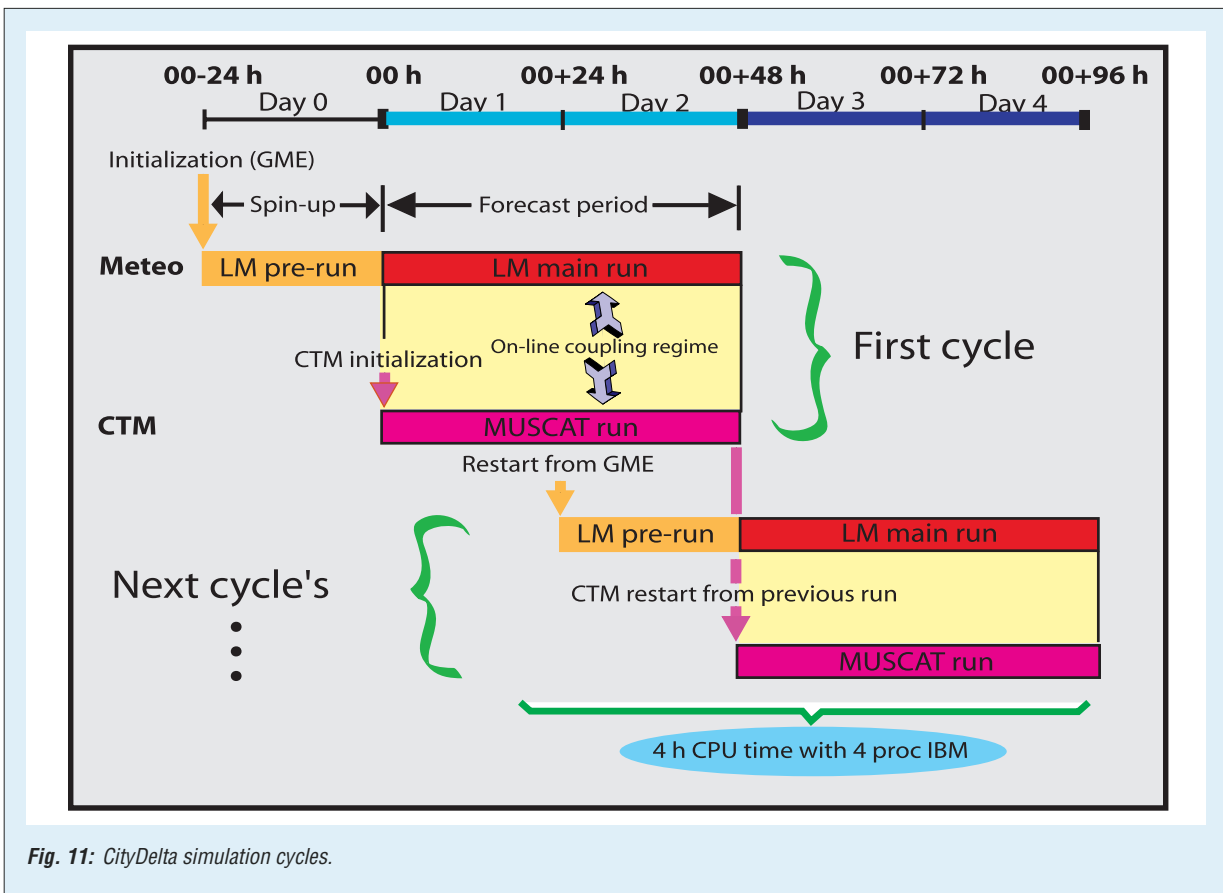 00-24 h 00 h 00+24 h 00+48 h 00+72 h 00+96 h
Day 0 Day 1 Day 2 Day 3 Day 4
Initialization (GME)
Spin-up Forecast period
Meteo LM pre-run LM main run
CTM initialization On-line coupling regime
First cycle
CTM MUSCAT run
Restart from GME
LM pre-run LM main run
Next cycle's
CTM restart from previous run
MUSCAT run
4 h CPU time with 4 proc IBM
Fig. 11: CityDelta simulation cycles.